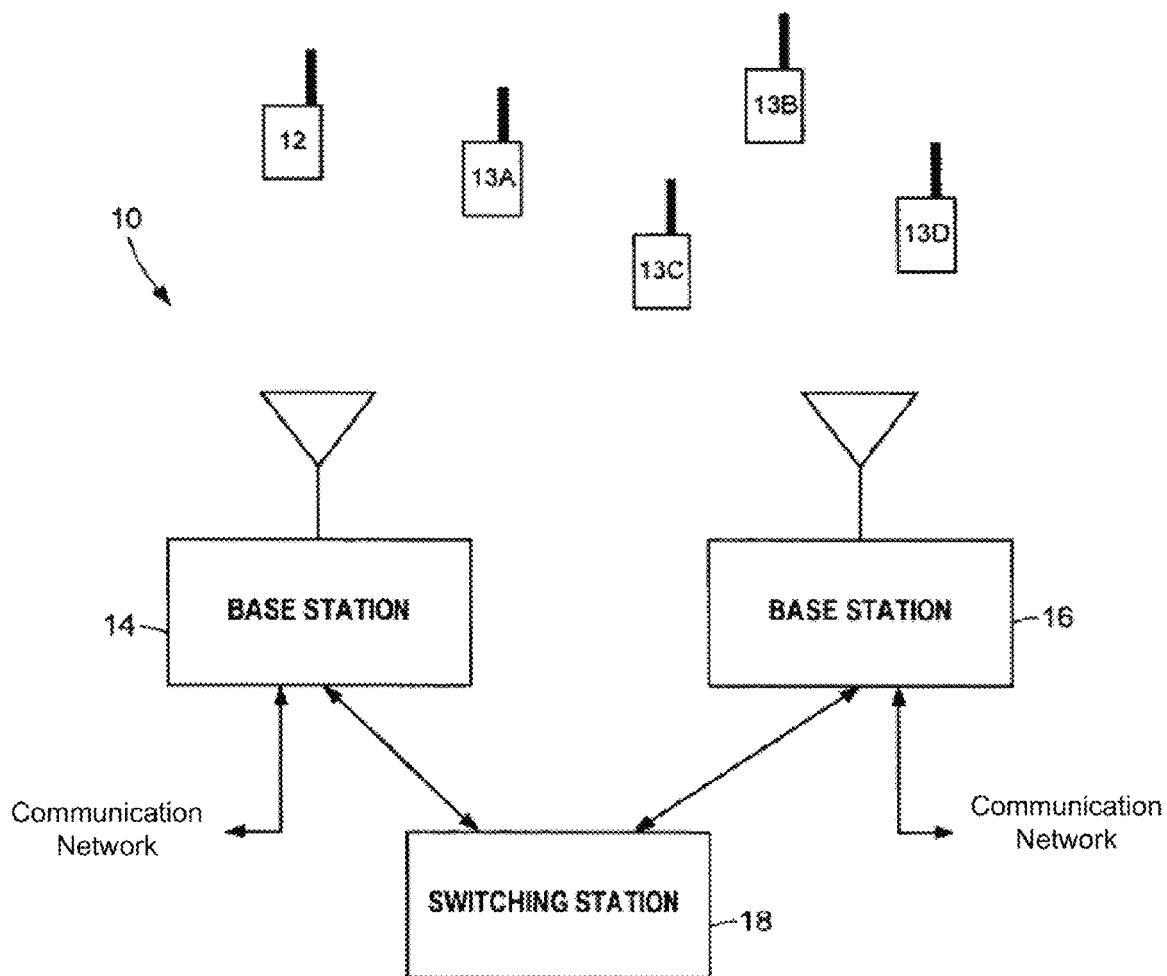 13B
12
13A
13D
10
13C
BASE STATION
BASE STATION
14
16
Communication
Network
Communication
Network
SWITCHING STATION
18